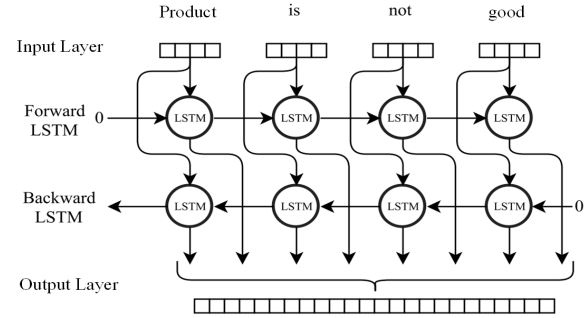 Product is not good
Input Layer
Forward LSTM 0 LSTM LSTM LSTM LSTM
Backward LSTM LSTM LSTM LSTM LSTM 0
Output Layer